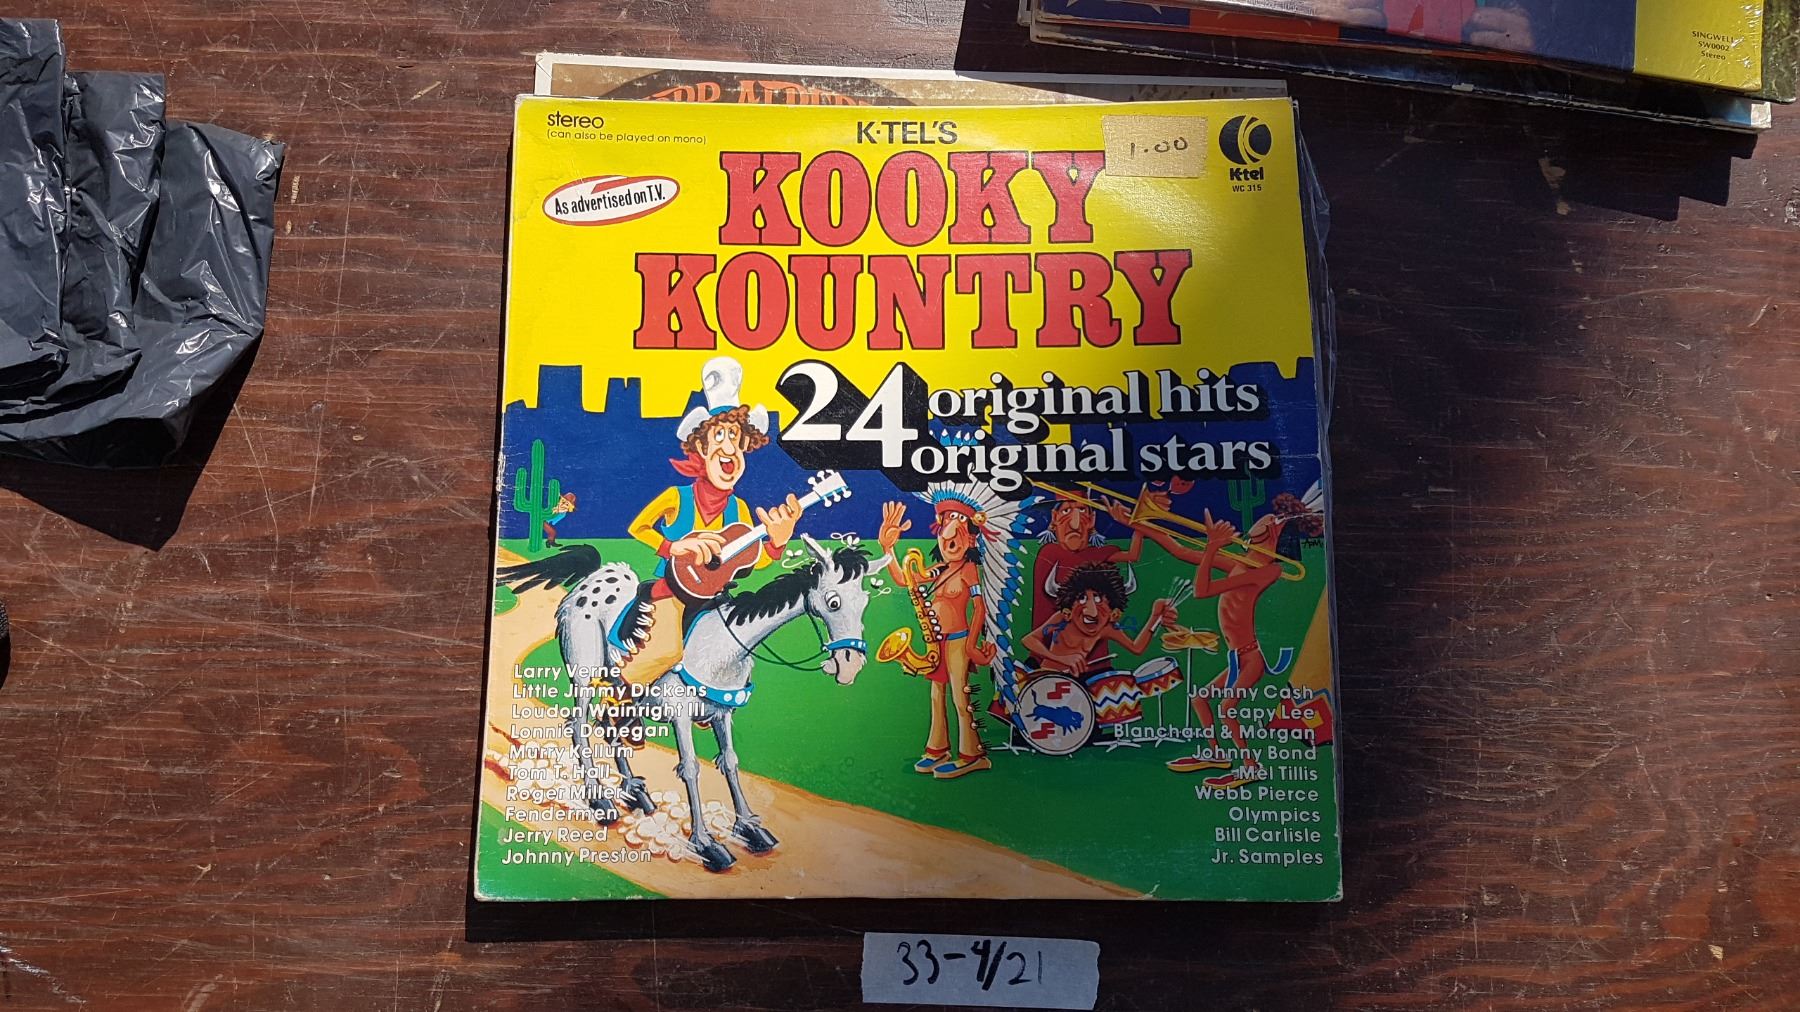 SINGWELL
SW0002
Stereo
stereo
(can also be played on mono)
K·TEL'S
1.00
K-tel
WC 315
As advertised on T.V.
KOOKY
KOUNTRY
24 original hits
original stars
Larry Verne
Little Jimmy Dickens
Loudon Wainright III
Lonnie Donegan
Murry Kellum
Tom T. Hall
Roger Miller
Fendermen
Jerry Reed
Johnny Preston
Johnny Cash
Leapy Lee
Blanchard & Morgan
Johnny Bond
Mel Tillis
Webb Pierce
Olympics
Bill Carlisle
Jr. Samples
33-4/21